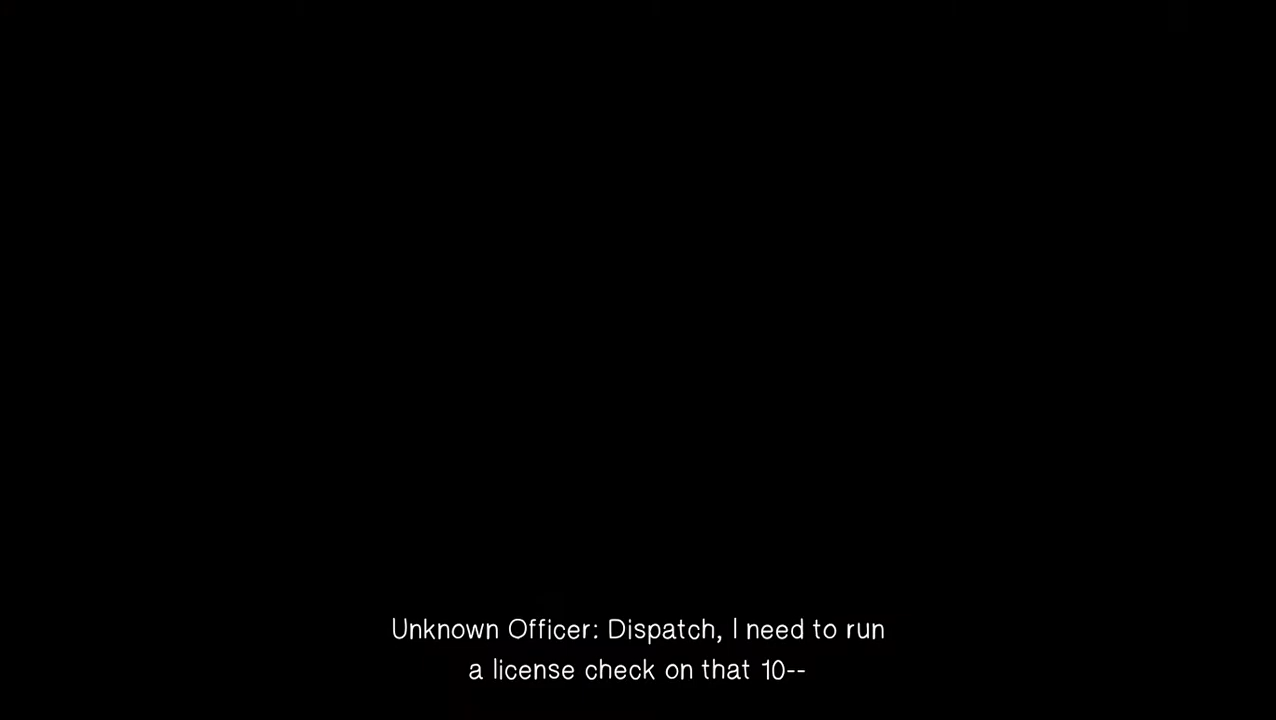 Unknown Officer: Dispatch, I need to run
a license check on that 10--